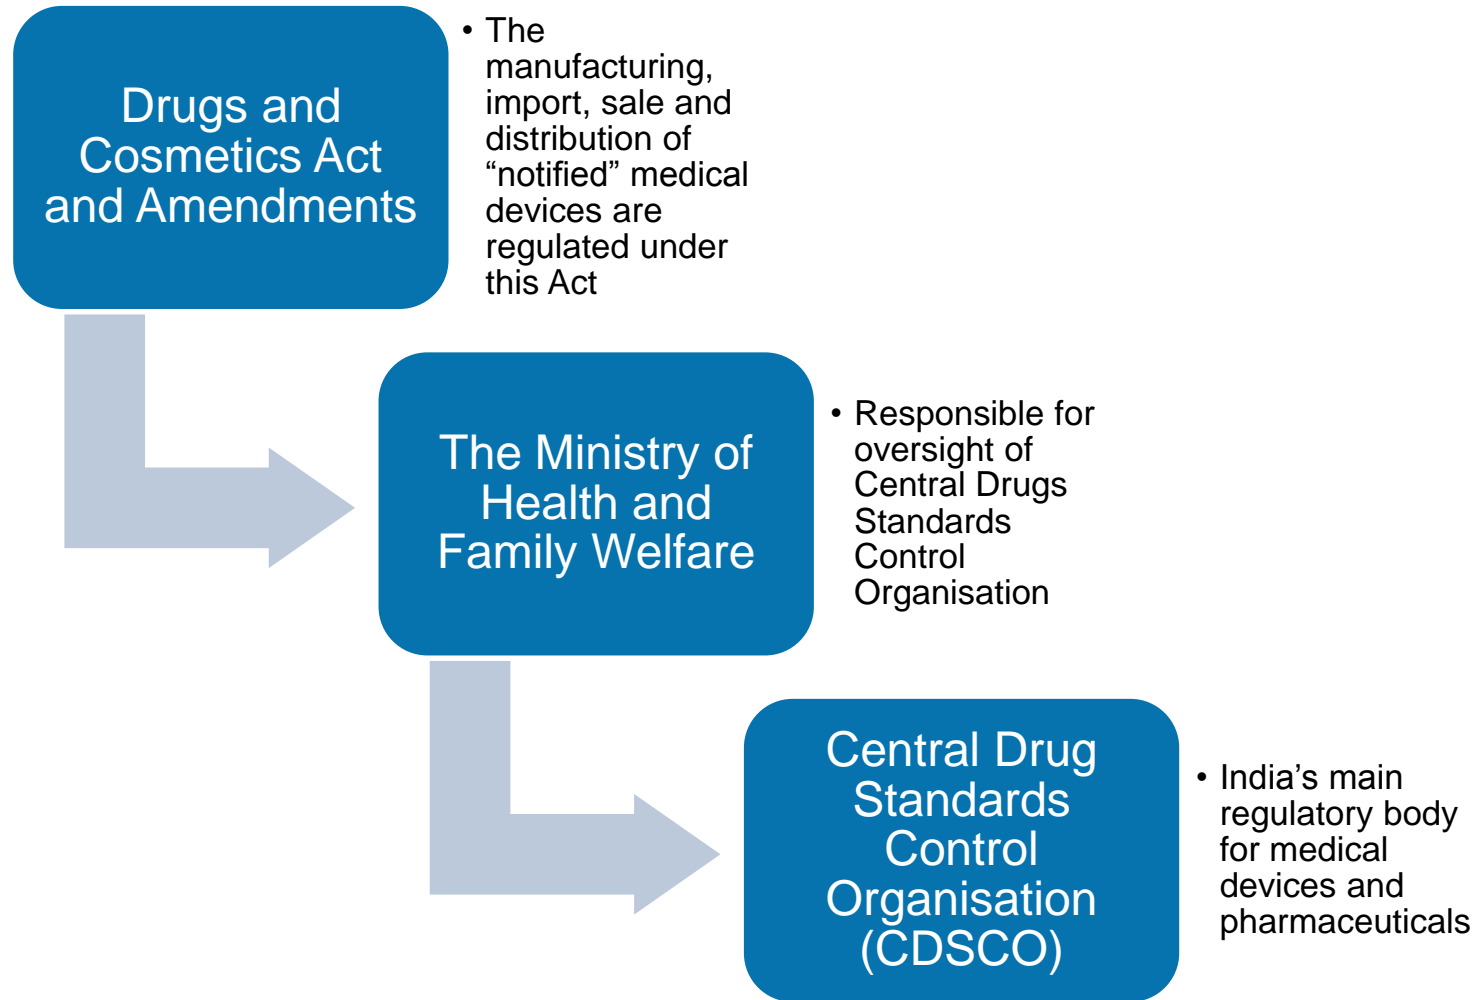 Drugs and
Cosmetics Act
and Amendments
• The
manufacturing,
import, sale and
distribution of
“notified” medical
devices are
regulated under
this Act
The Ministry of
Health and
Family Welfare
• Responsible for
oversight of
Central Drugs
Standards
Control
Organisation
Central Drug
Standards
Control
Organisation
(CDSCO)
• India’s main
regulatory body
for medical
devices and
pharmaceuticals